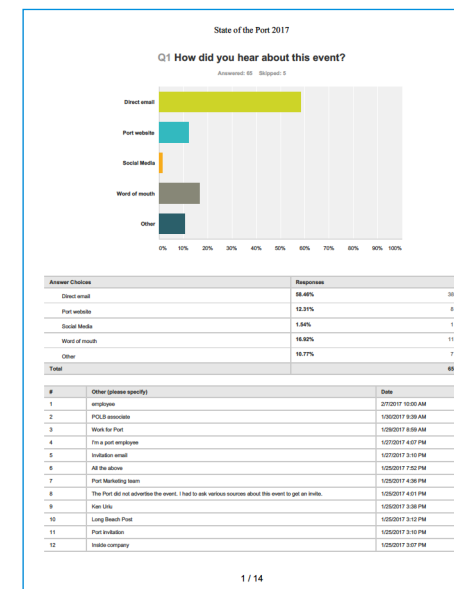 State of the Port 2017
Q1 How did you hear about this event?
Answered: 65 Skipped: 5
Direct email
Port website
Social Media
Word of mouth
Other
0% 10% 20% 30% 40% 50% 60% 70% 80% 90% 100%
Answer Choices Responses
Direct email 58.46% 38
Port website 12.31% 8
Social Media 1.54% 1
Word of mouth 16.92% 11
Other 10.77% 7
Total 65
# Other (please specify) Date
1 employee 2/7/2017 10:00 AM
2 POLB associate 1/30/2017 9:39 AM
3 Work for Port 1/29/2017 8:59 AM
4 I'm a port employee 1/27/2017 4:07 PM
5 Invitation email 1/27/2017 3:10 PM
6 All the above 1/25/2017 7:52 PM
7 Port Marketing team 1/25/2017 4:36 PM
8 The Port did not advertise the event. I had to ask various sources about this event to get an invite. 1/25/2017 4:01 PM
9 Ken Uriu 1/25/2017 3:38 PM
10 Long Beach Post 1/25/2017 3:12 PM
11 Port invitation 1/25/2017 3:10 PM
12 Inside company 1/25/2017 3:07 PM
1 / 14